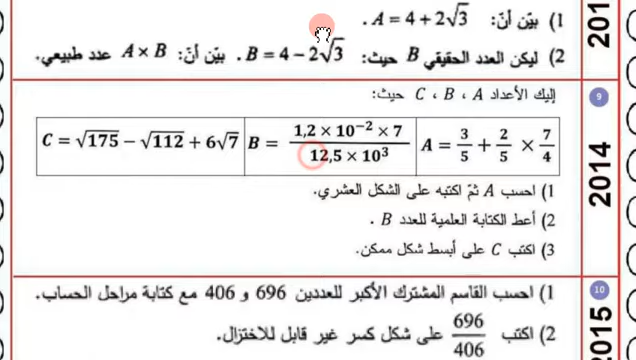 1) بيّن أنّ: A = 4 + 2√3 .
2) ليكن العدد الحقيقي B حيث: B = 4 − 2√3 . بيّن أنّ: A × B عدد طبيعي.
201
إليك الأعداد C ، B ، A حيث:
9
A = 3/5 + 2/5 × 7/4
B = (1,2 × 10⁻² × 7)/(12,5 × 10³)
C = √175 − √112 + 6√7
2014
1) احسب A ثمّ اكتبه على الشكل العشري.
2) أعط الكتابة العلمية للعدد B .
3) اكتب C على أبسط شكل ممكن.
10
1) احسب القاسم المشترك الأكبر للعددين 696 و 406 مع كتابة مراحل الحساب.
2) اكتب 696/406 على شكل كسر غير قابل للاختزال.
2015